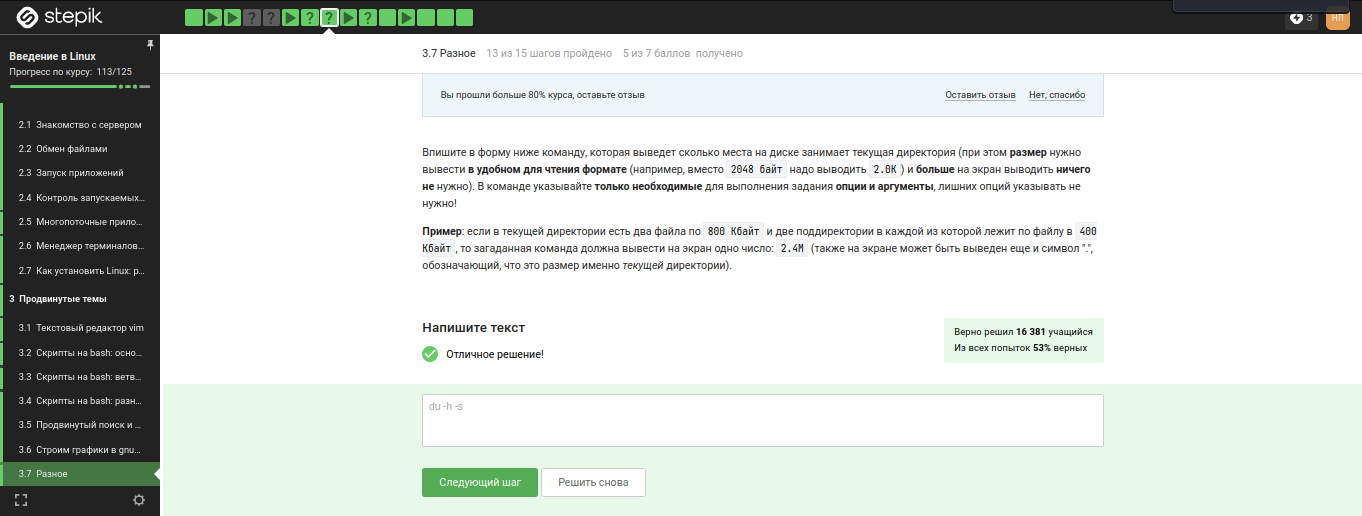 stepik
3
НП
Введение в Linux
Прогресс по курсу: 113/125
2.1 Знакомство с сервером
2.2 Обмен файлами
2.3 Запуск приложений
2.4 Контроль запускаемых...
2.5 Многопоточные прило...
2.6 Менеджер терминалов...
2.7 Как установить Linux: р...
3 Продвинутые темы
3.1 Текстовый редактор vim
3.2 Скрипты на bash: осно...
3.3 Скрипты на bash: ветв...
3.4 Скрипты на bash: разн...
3.5 Продвинутый поиск и ...
3.6 Строим графики в gnu...
3.7 Разное
3.7 Разное 13 из 15 шагов пройдено 5 из 7 баллов получено
Вы прошли больше 80% курса, оставьте отзыв Оставить отзыв Нет, спасибо
Впишите в форму ниже команду, которая выведет сколько места на диске занимает текущая директория (при этом размер нужно
вывести в удобном для чтения формате (например, вместо 2048 байт надо выводить 2.0K) и больше на экран выводить ничего
не нужно). В команде указывайте только необходимые для выполнения задания опции и аргументы, лишних опций указывать не
нужно!
Пример: если в текущей директории есть два файла по 800 Кбайт и две поддиректории в каждой из которой лежит по файлу в 400
Кбайт, то загаданная команда должна вывести на экран одно число: 2.4M (также на экране может быть выведен еще и символ ".",
обозначающий, что это размер именно текущей директории).
Напишите текст
Отличное решение!
Верно решил 16 381 учащийся
Из всех попыток 53% верных
du -h -s
Следующий шаг Решить снова